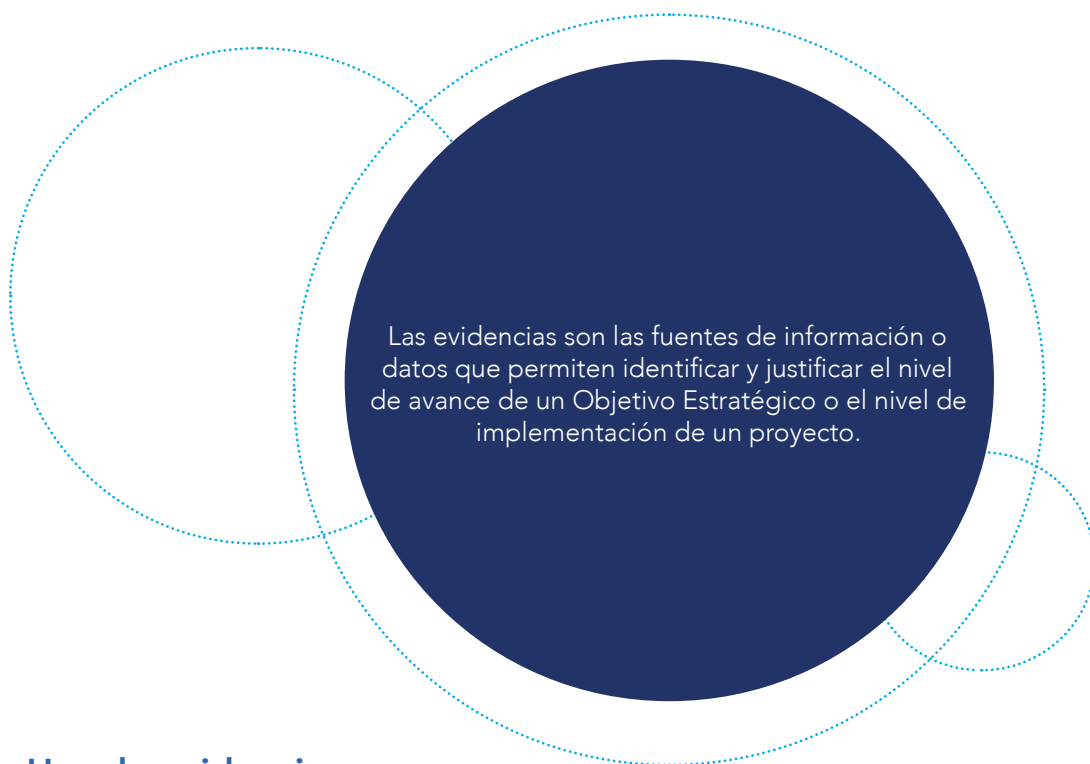 Las evidencias son las fuentes de información o
datos que permiten identificar y justificar el nivel
de avance de un Objetivo Estratégico o el nivel de
implementación de un proyecto.